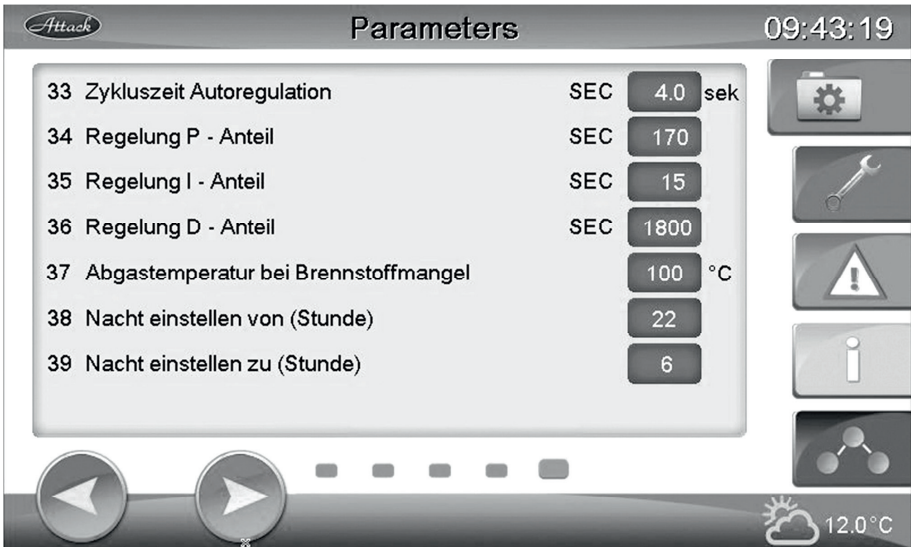 Attack Parameters 09:43:19
33 Zykluszeit Autoregulation SEC 4.0 sek
34 Regelung P - Anteil SEC 170
35 Regelung I - Anteil SEC 15
36 Regelung D - Anteil SEC 1800
37 Abgastemperatur bei Brennstoffmangel 100 °C
38 Nacht einstellen von (Stunde) 22
39 Nacht einstellen zu (Stunde) 6
12.0°C